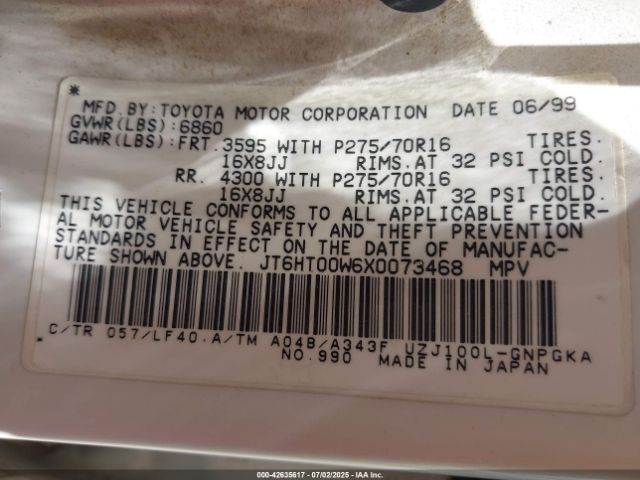 * MFD.BY:TOYOTA MOTOR CORPORATION DATE 06/99
GVWR(LBS):6860
GAWR(LBS):FRT.3595 WITH P275/70R16 TIRES.
16X8JJ RIMS.AT 32 PSI COLD.
RR. 4300 WITH P275/70R16 TIRES.
16X8JJ RIMS.AT 32 PSI COLD.
THIS VEHICLE CONFORMS TO ALL APPLICABLE FEDER-
AL MOTOR VEHICLE SAFETY AND THEFT PREVENTION
STANDARDS IN EFFECT ON THE DATE OF MANUFAC-
TURE SHOWN ABOVE. JT6HT00W6X0073468 MPV
C/TR 057/LF40.A/TM A04B/A343F UZJ100L-GNPGKA
NO.990 MADE IN JAPAN
000-42635617 - 07/02/2025 - IAA Inc.